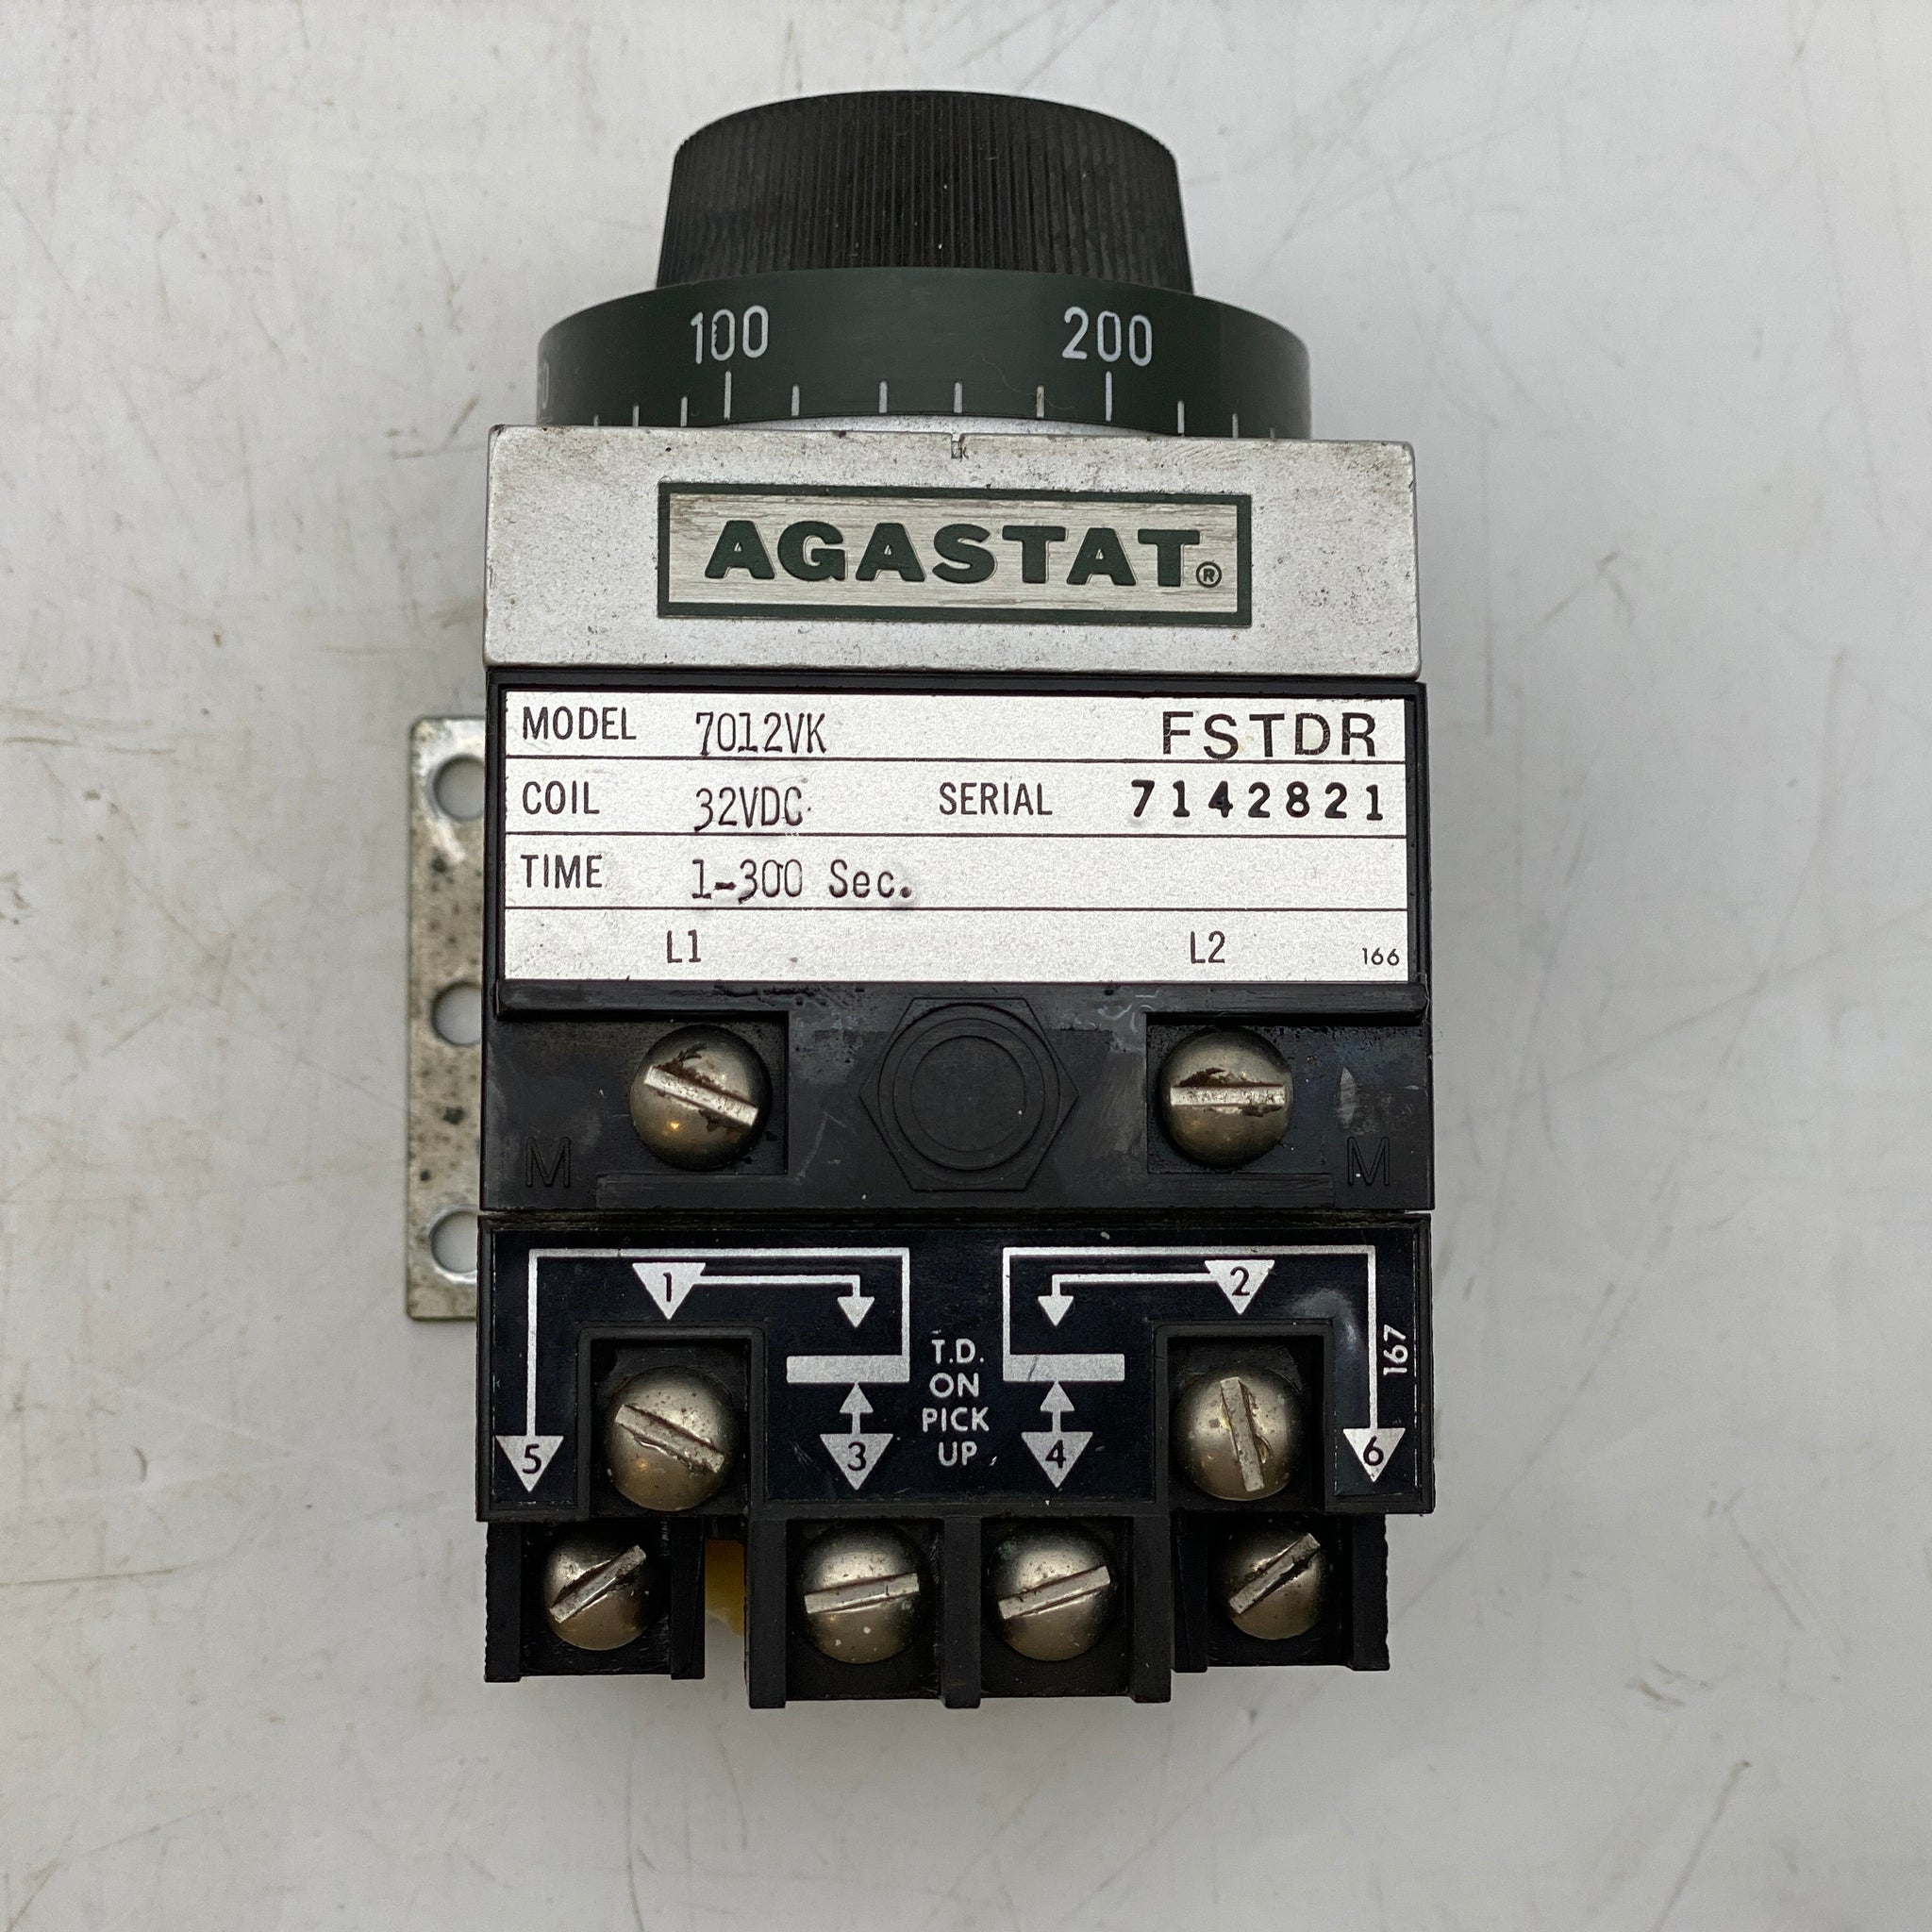 100 200
AGASTAT®
MODEL 7012VK FSTDR
COIL 32VDC SERIAL 7142821
TIME 1-300 Sec.
L1 L2 166
M M
1 2
T.D.
ON
PICK
UP
167
5 3 4 6